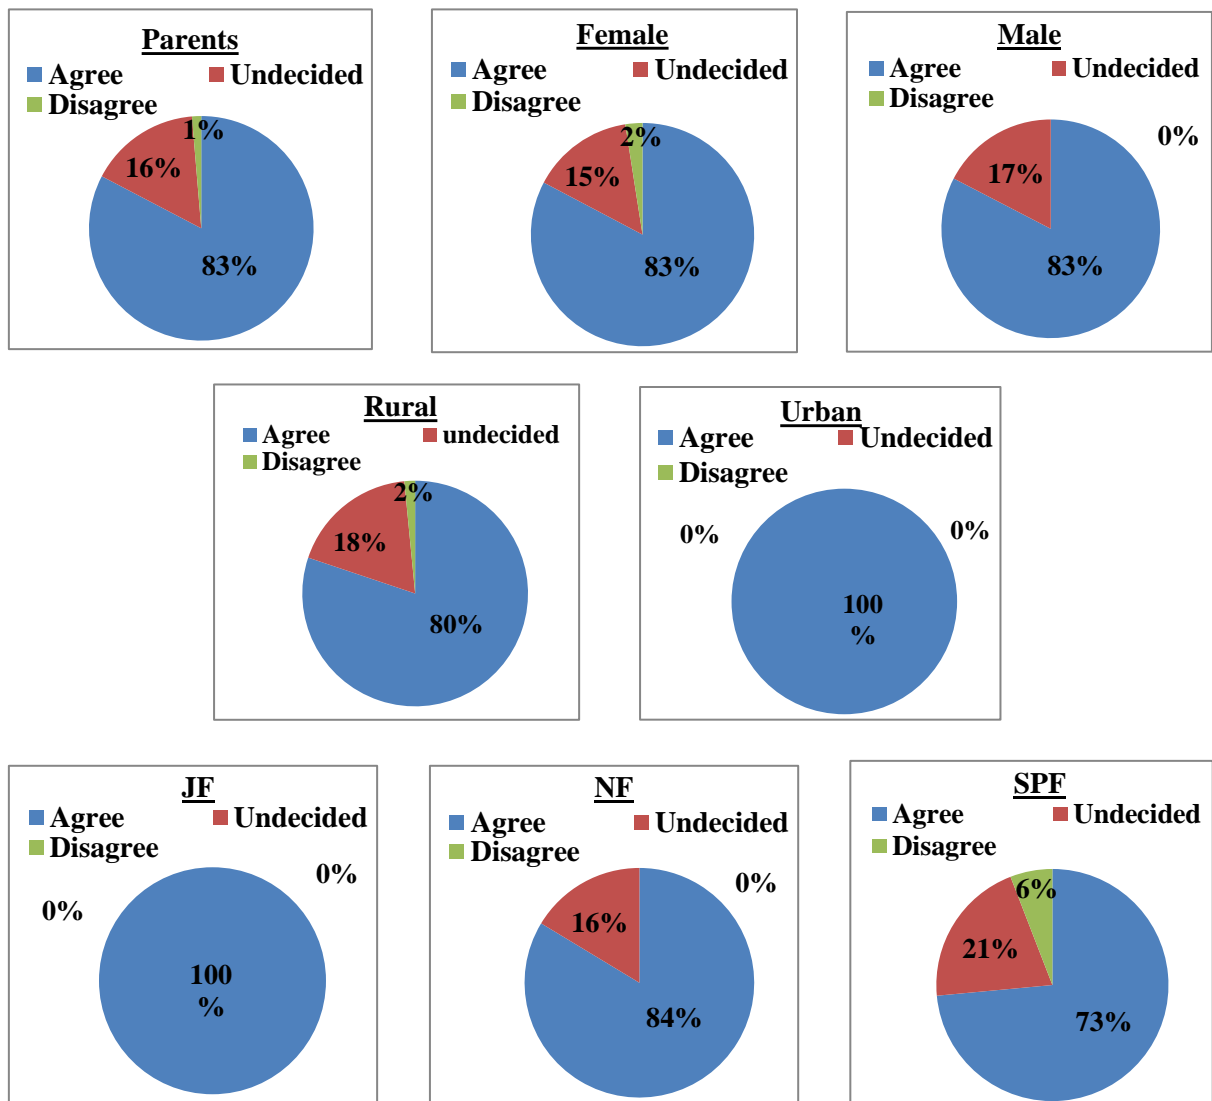 Parents
Agree Undecided
Disagree
1%
16%
83%
Female
Agree Undecided
Disagree
2%
15%
83%
Male
Agree Undecided
Disagree
0%
17%
83%
Rural
Agree undecided
Disagree
2%
18%
80%
Urban
Agree Undecided
Disagree
0% 0%
100
%
JF
Agree Undecided
Disagree
0%
0%
100
%
NF
Agree Undecided
Disagree
0%
16%
84%
SPF
Agree Undecided
Disagree
6%
21%
73%